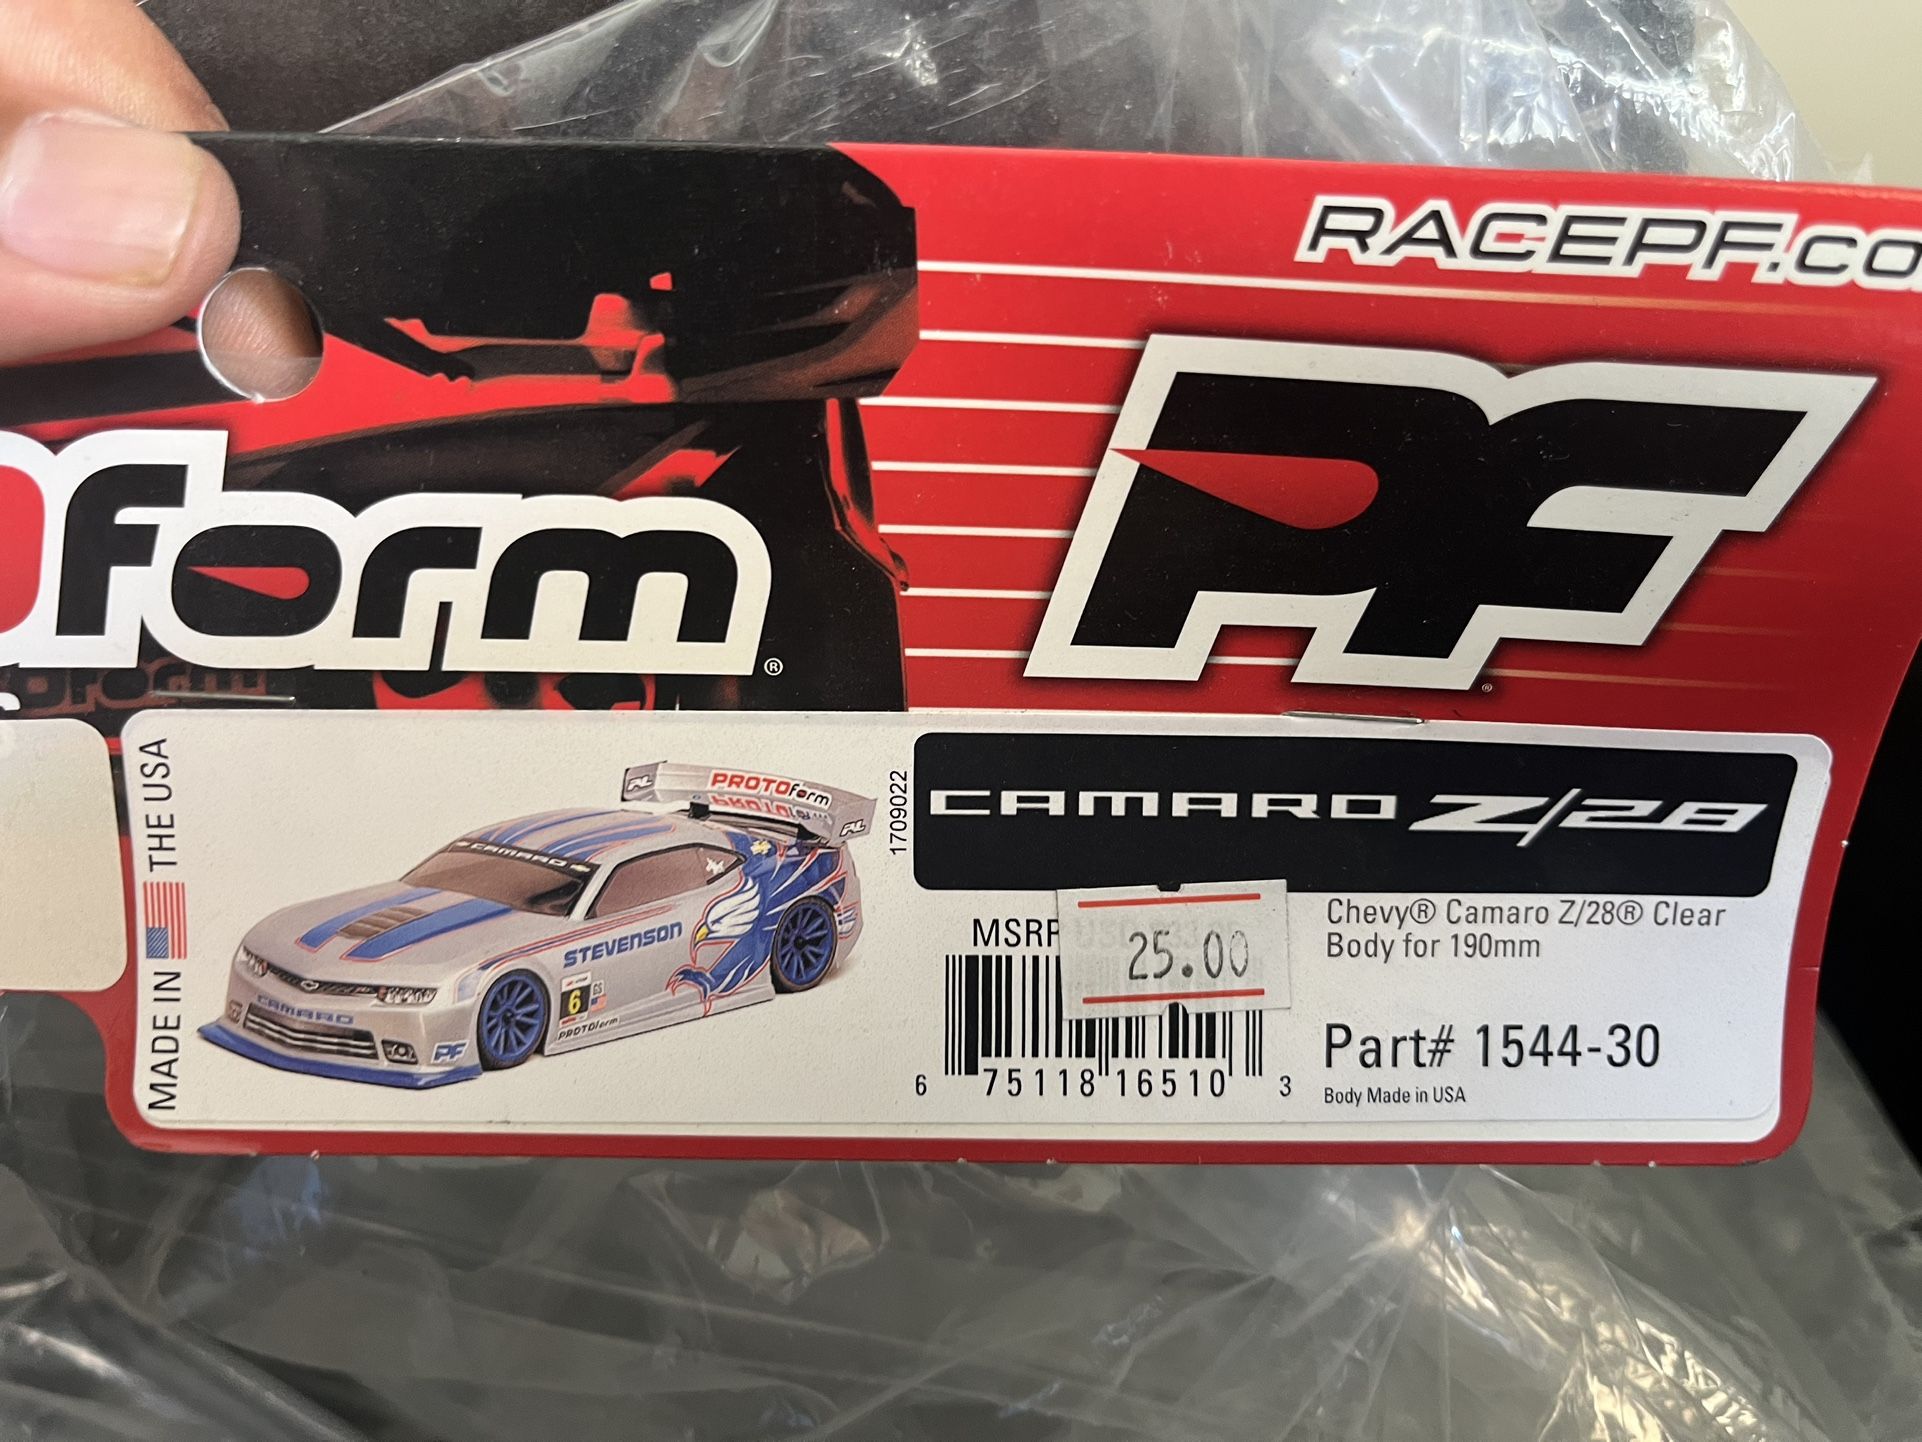 RACEPF.co
form®
PF®
MADE IN THE USA
PROTOform
CAMARO
STEVENSON
6
GS
PROTOform
CAMARO
PF
1709022
CAMARO Z/28
MSRP
25.00
6 75118 16510 3
Chevy® Camaro Z/28® Clear
Body for 190mm
Part# 1544-30
Body Made in USA